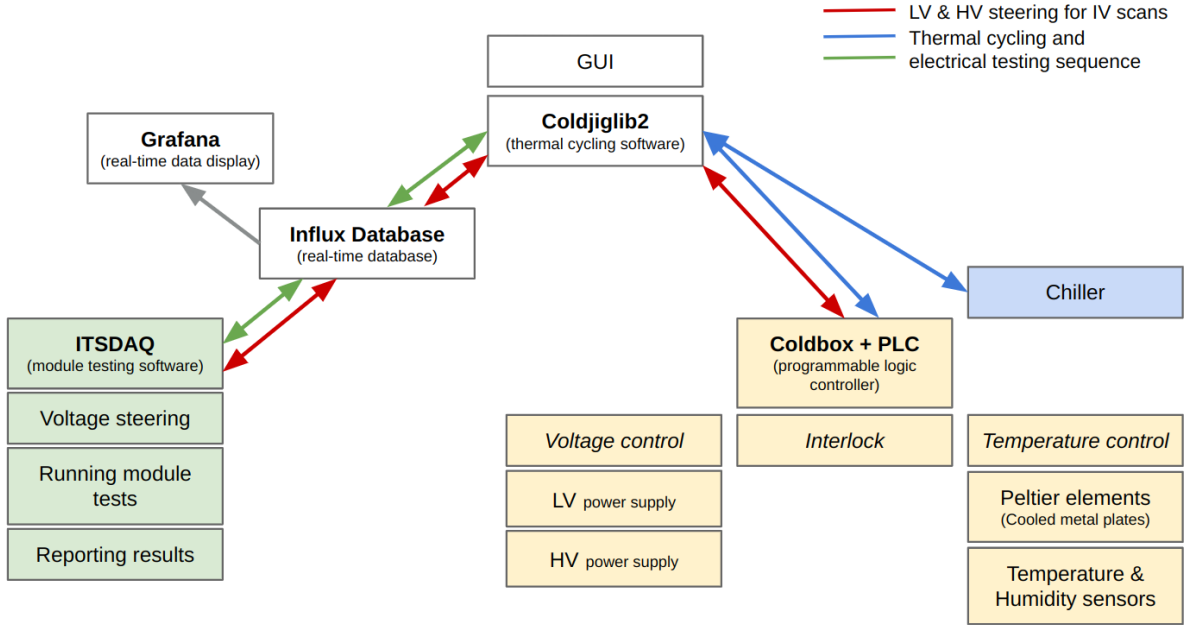 LV & HV steering for IV scans
Thermal cycling and
electrical testing sequence
GUI
Coldjiglib2
(thermal cycling software)
Grafana
(real-time data display)
Influx Database
(real-time database)
Chiller
ITSDAQ
(module testing software)
Voltage steering
Running module
tests
Reporting results
Coldbox + PLC
(programmable logic
controller)
Voltage control
LV power supply
HV power supply
Interlock
Temperature control
Peltier elements
(Cooled metal plates)
Temperature &
Humidity sensors